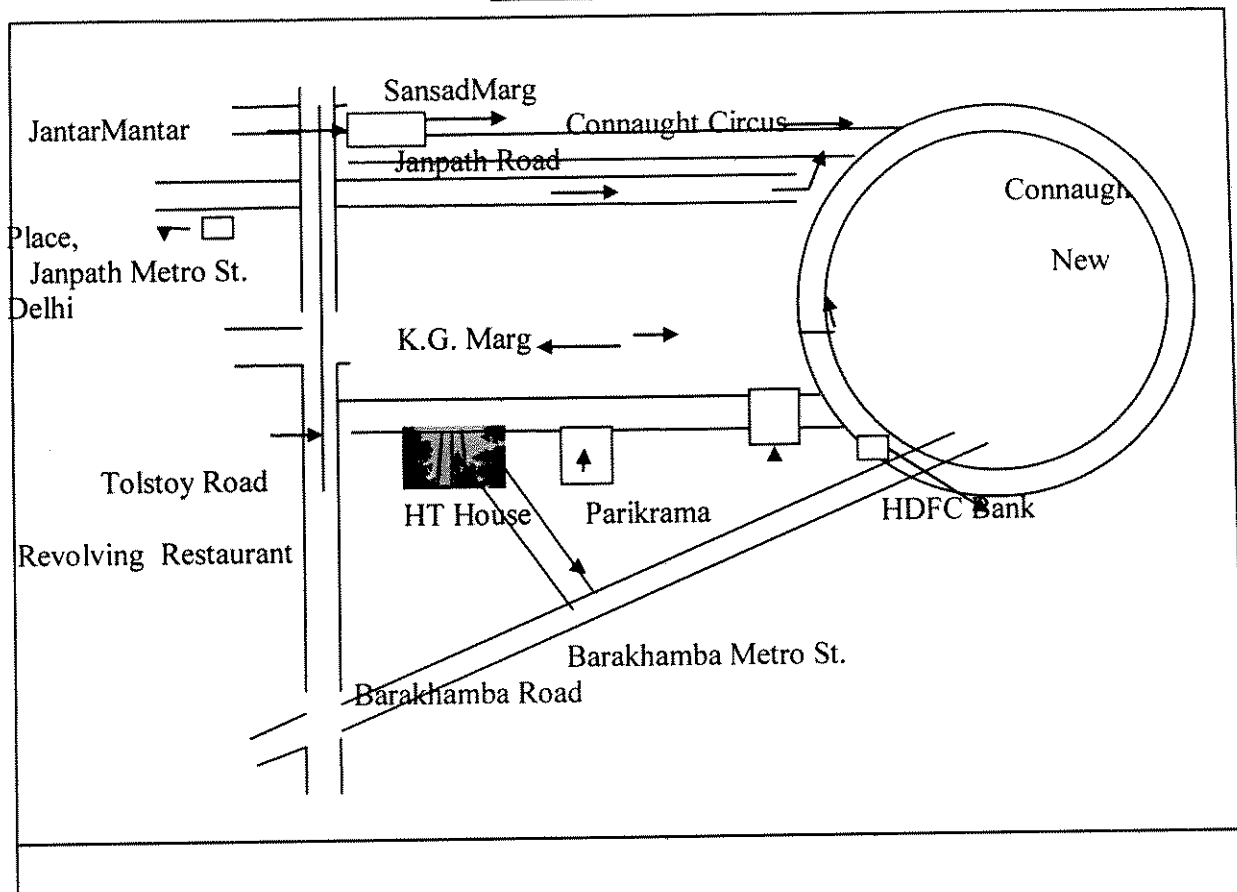 SansadMarg
JantarMantar
Connaught Circus
Janpath Road
Connaugh
Place,
New
Janpath Metro St.
Delhi
K.G. Marg
Tolstoy Road
HT House
Parikrama
HDFC Bank
Revolving Restaurant
Barakhamba Metro St.
Barakhamba Road